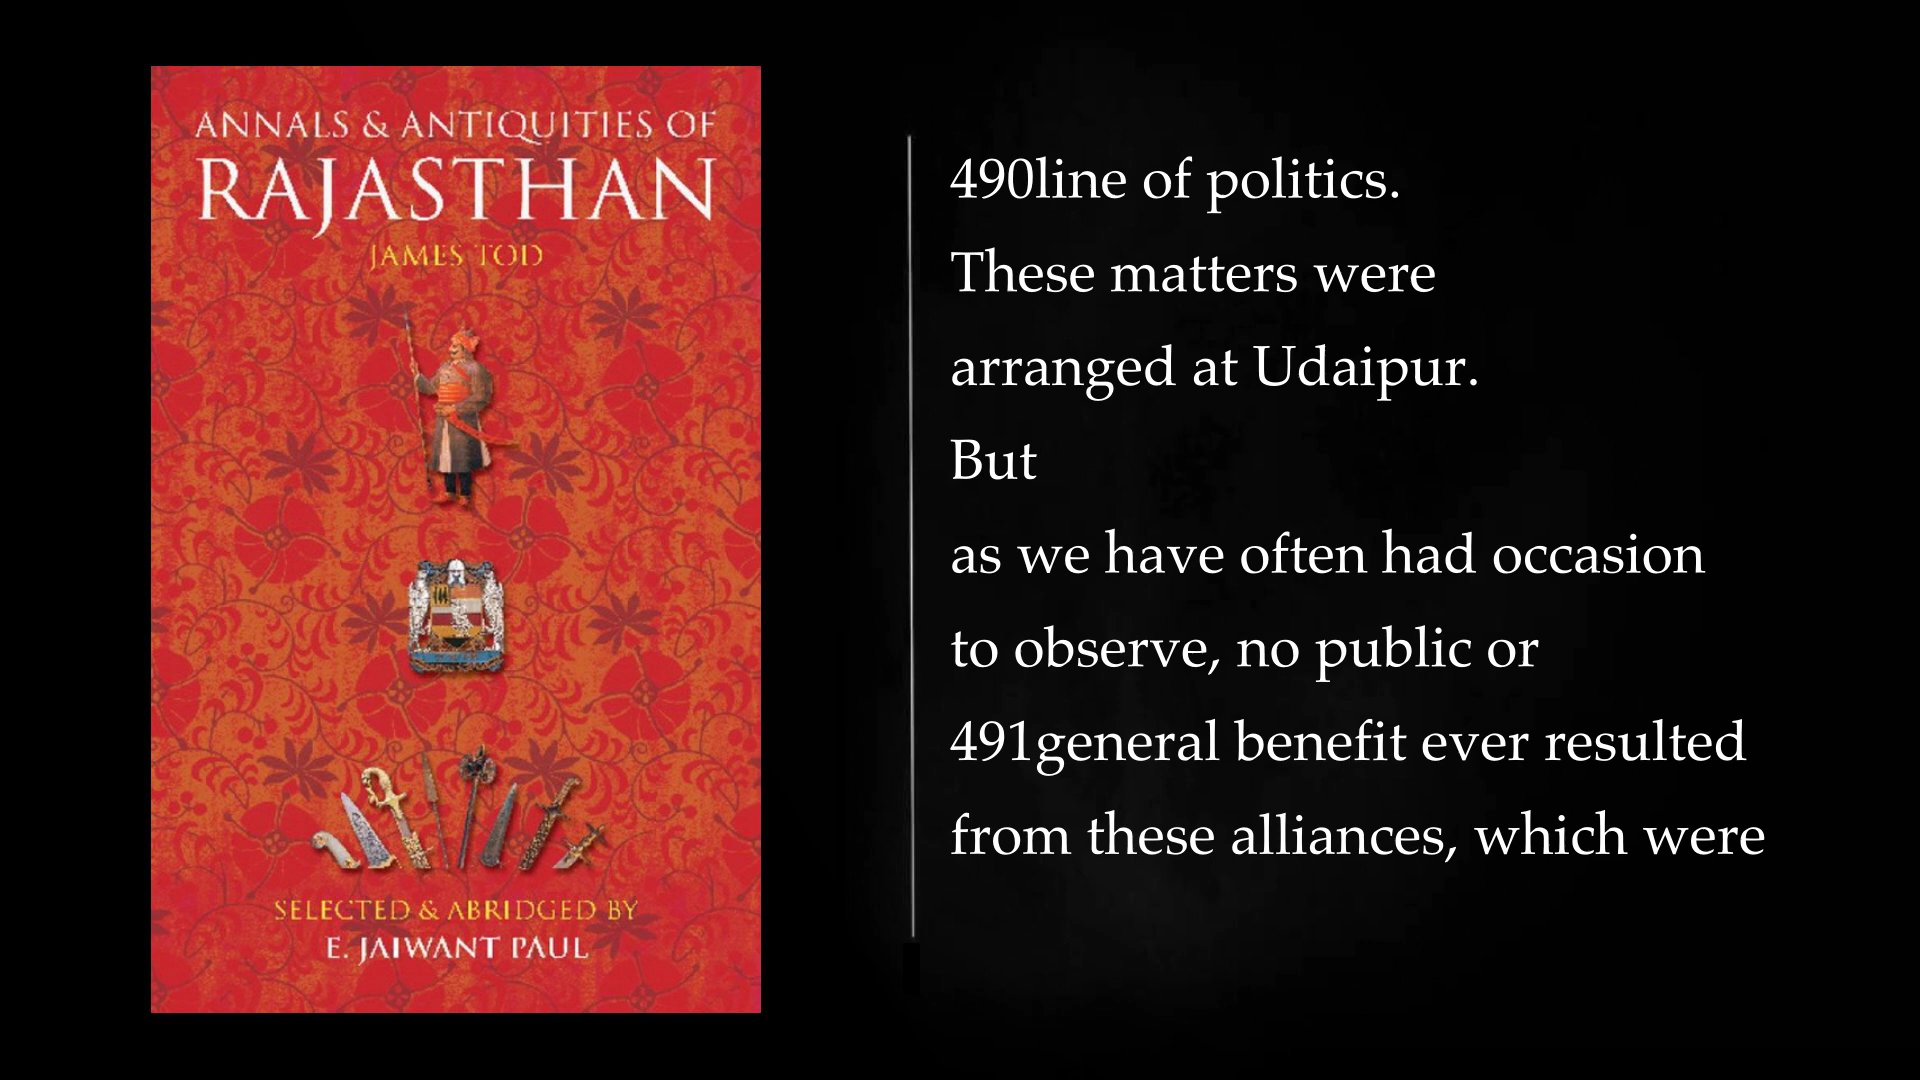 ANNALS & ANTIQUITIES OF
RAJASTHAN
JAMES TOD
SELECTED & ABRIDGED BY
E. JAIWANT PAUL
490line of politics.
These matters were
arranged at Udaipur.
But
as we have often had occasion
to observe, no public or
491general benefit ever resulted
from these alliances, which were